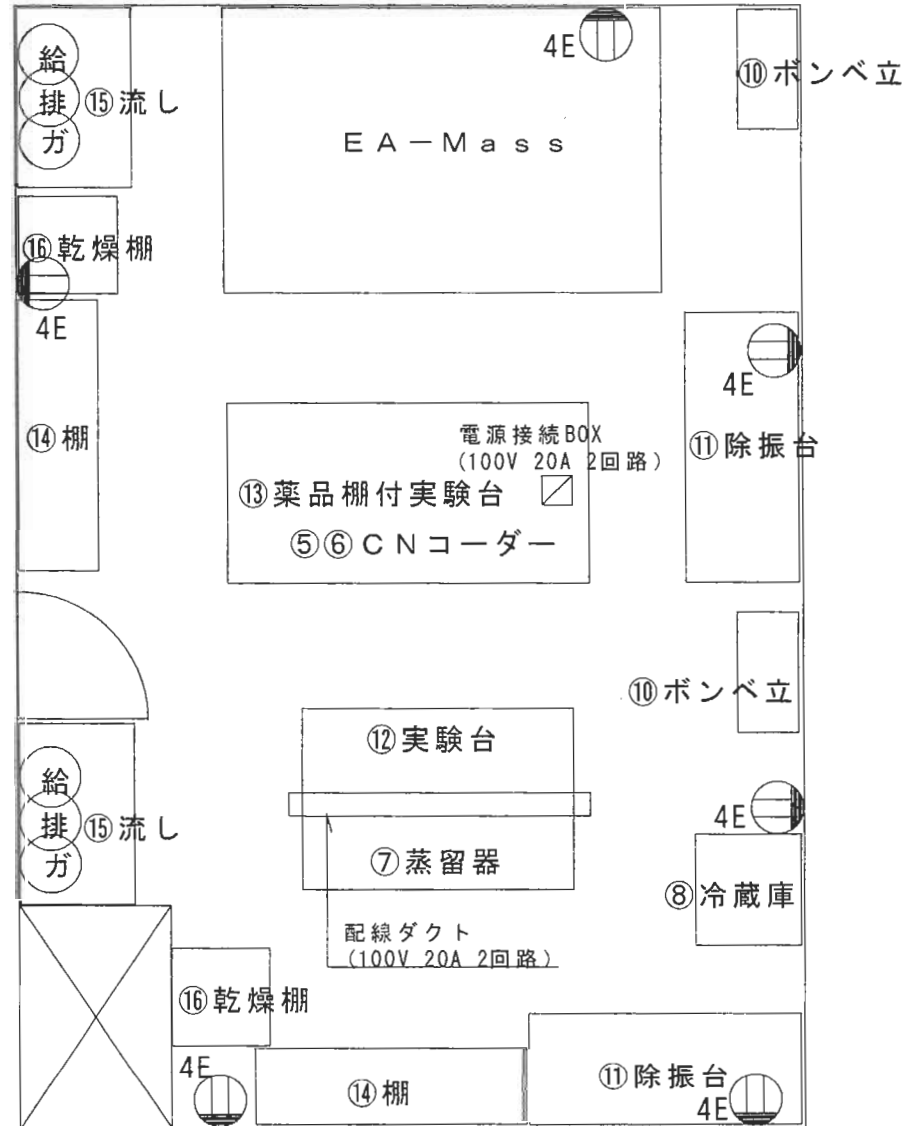 給
排
ガ
⑮流し
4E
EA－Mass
⑩ボンベ立
⑯乾燥棚
4E
4E
⑭棚
電源接続BOX
(100V 20A 2回路)
⑪除振台
⑬薬品棚付実験台
⑤⑥CNコーダー
⑩ボンベ立
⑫実験台
給
排
ガ
⑮流し
4E
⑦蒸留器
⑧冷蔵庫
配線ダクト
(100V 20A 2回路)
⑯乾燥棚
4E
⑭棚
⑪除振台
4E